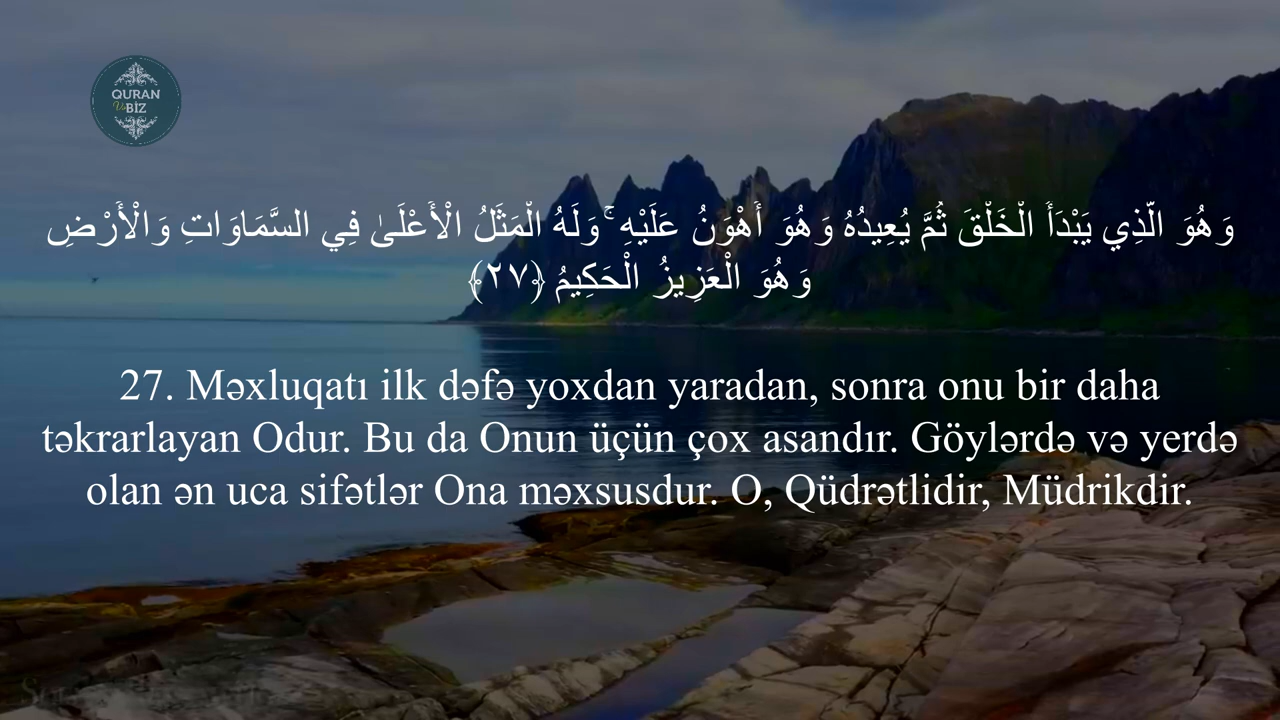 QURAN
Və BİZ
وَهُوَ الَّذِي يَبْدَأُ الْخَلْقَ ثُمَّ يُعِيدُهُ وَهُوَ أَهْوَنُ عَلَيْهِ ۚ وَلَهُ الْمَثَلُ الْأَعْلَىٰ فِي السَّمَاوَاتِ وَالْأَرْضِ
وَهُوَ الْعَزِيزُ الْحَكِيمُ ﴿٢٧﴾
27. Məxluqatı ilk dəfə yoxdan yaradan, sonra onu bir daha
təkrarlayan Odur. Bu da Onun üçün çox asandır. Göylərdə və yerdə
olan ən uca sifətlər Ona məxsusdur. O, Qüdrətlidir, Müdrikdir.